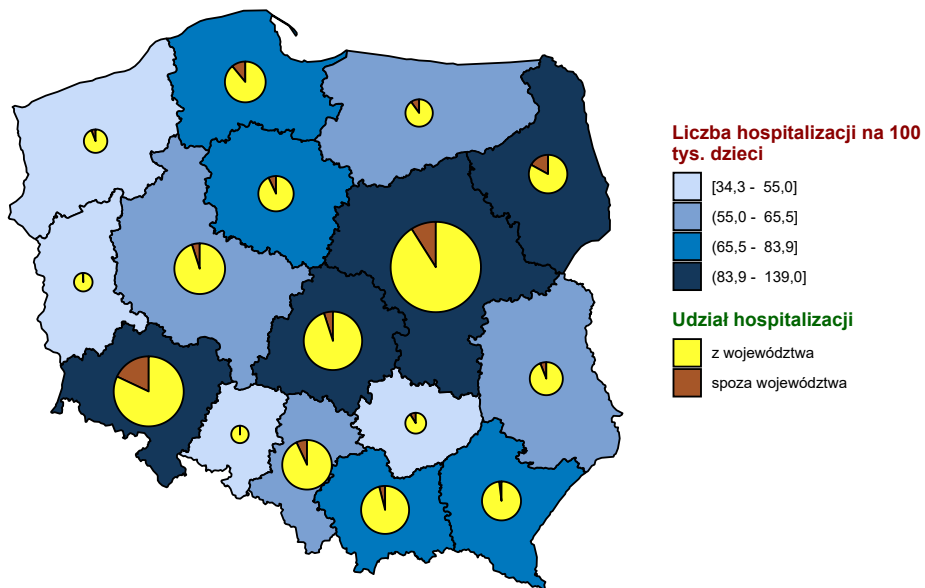 Liczba hospitalizacji na 100
tys. dzieci
[34,3 - 55,0]
(55,0 - 65,5]
(65,5 - 83,9]
(83,9 - 139,0]
Udział hospitalizacji
z województwa
spoza województwa